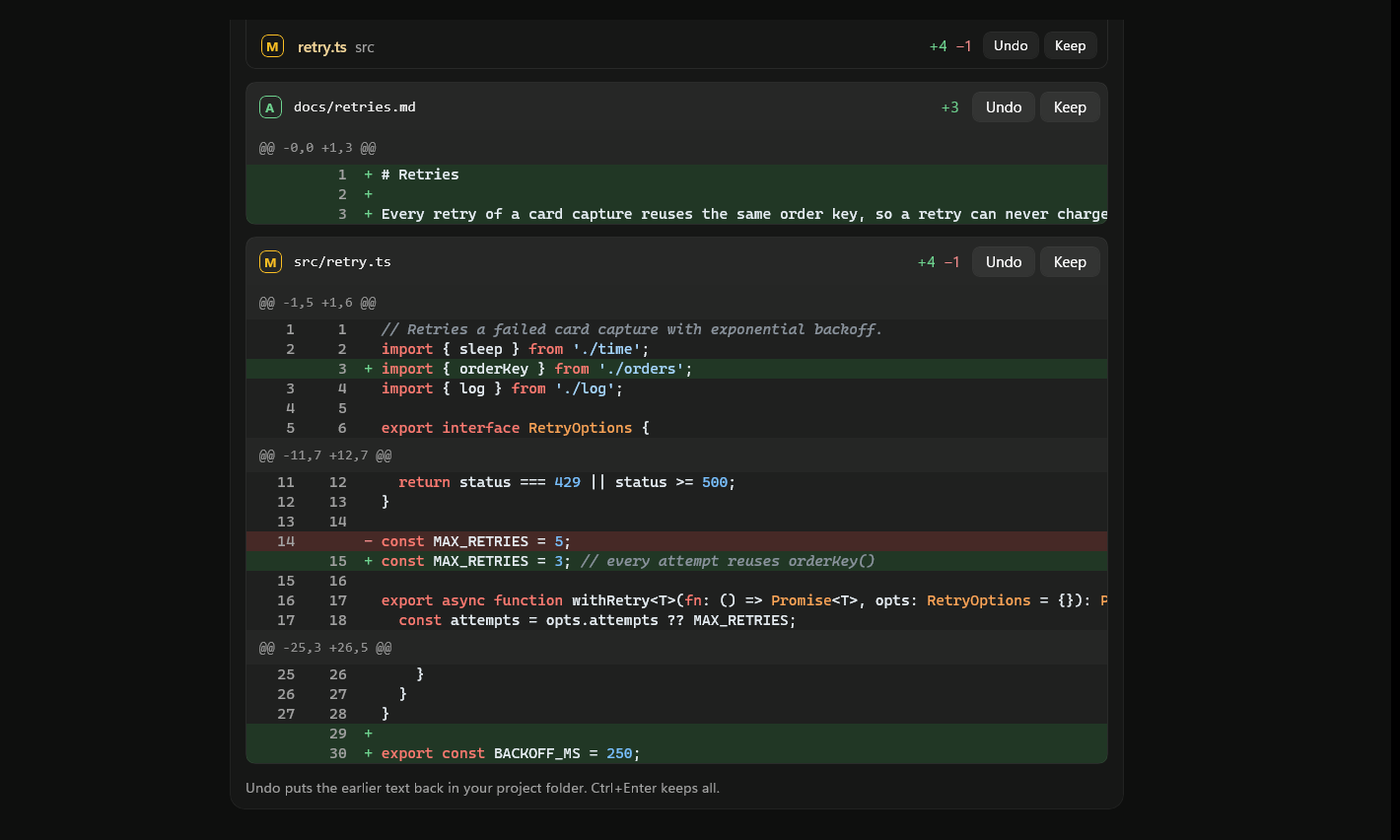 M retry.ts src +4 −1 Undo Keep
A docs/retries.md +3 Undo Keep
@@ -0,0 +1,3 @@
1 + # Retries
2 +
3 + Every retry of a card capture reuses the same order key, so a retry can never charge
M src/retry.ts +4 −1 Undo Keep
@@ -1,5 +1,6 @@
1 1 // Retries a failed card capture with exponential backoff.
2 2 import { sleep } from './time';
3 + import { orderKey } from './orders';
3 4 import { log } from './log';
4 5
5 6 export interface RetryOptions {
@@ -11,7 +12,7 @@
11 12 return status === 429 || status >= 500;
12 13 }
13 14
14 − const MAX_RETRIES = 5;
15 + const MAX_RETRIES = 3; // every attempt reuses orderKey()
15 16
16 17 export async function withRetry<T>(fn: () => Promise<T>, opts: RetryOptions = {}): P
17 18 const attempts = opts.attempts ?? MAX_RETRIES;
@@ -25,3 +26,5 @@
25 26 }
26 27 }
27 28 }
29 +
30 + export const BACKOFF_MS = 250;
Undo puts the earlier text back in your project folder. Ctrl+Enter keeps all.